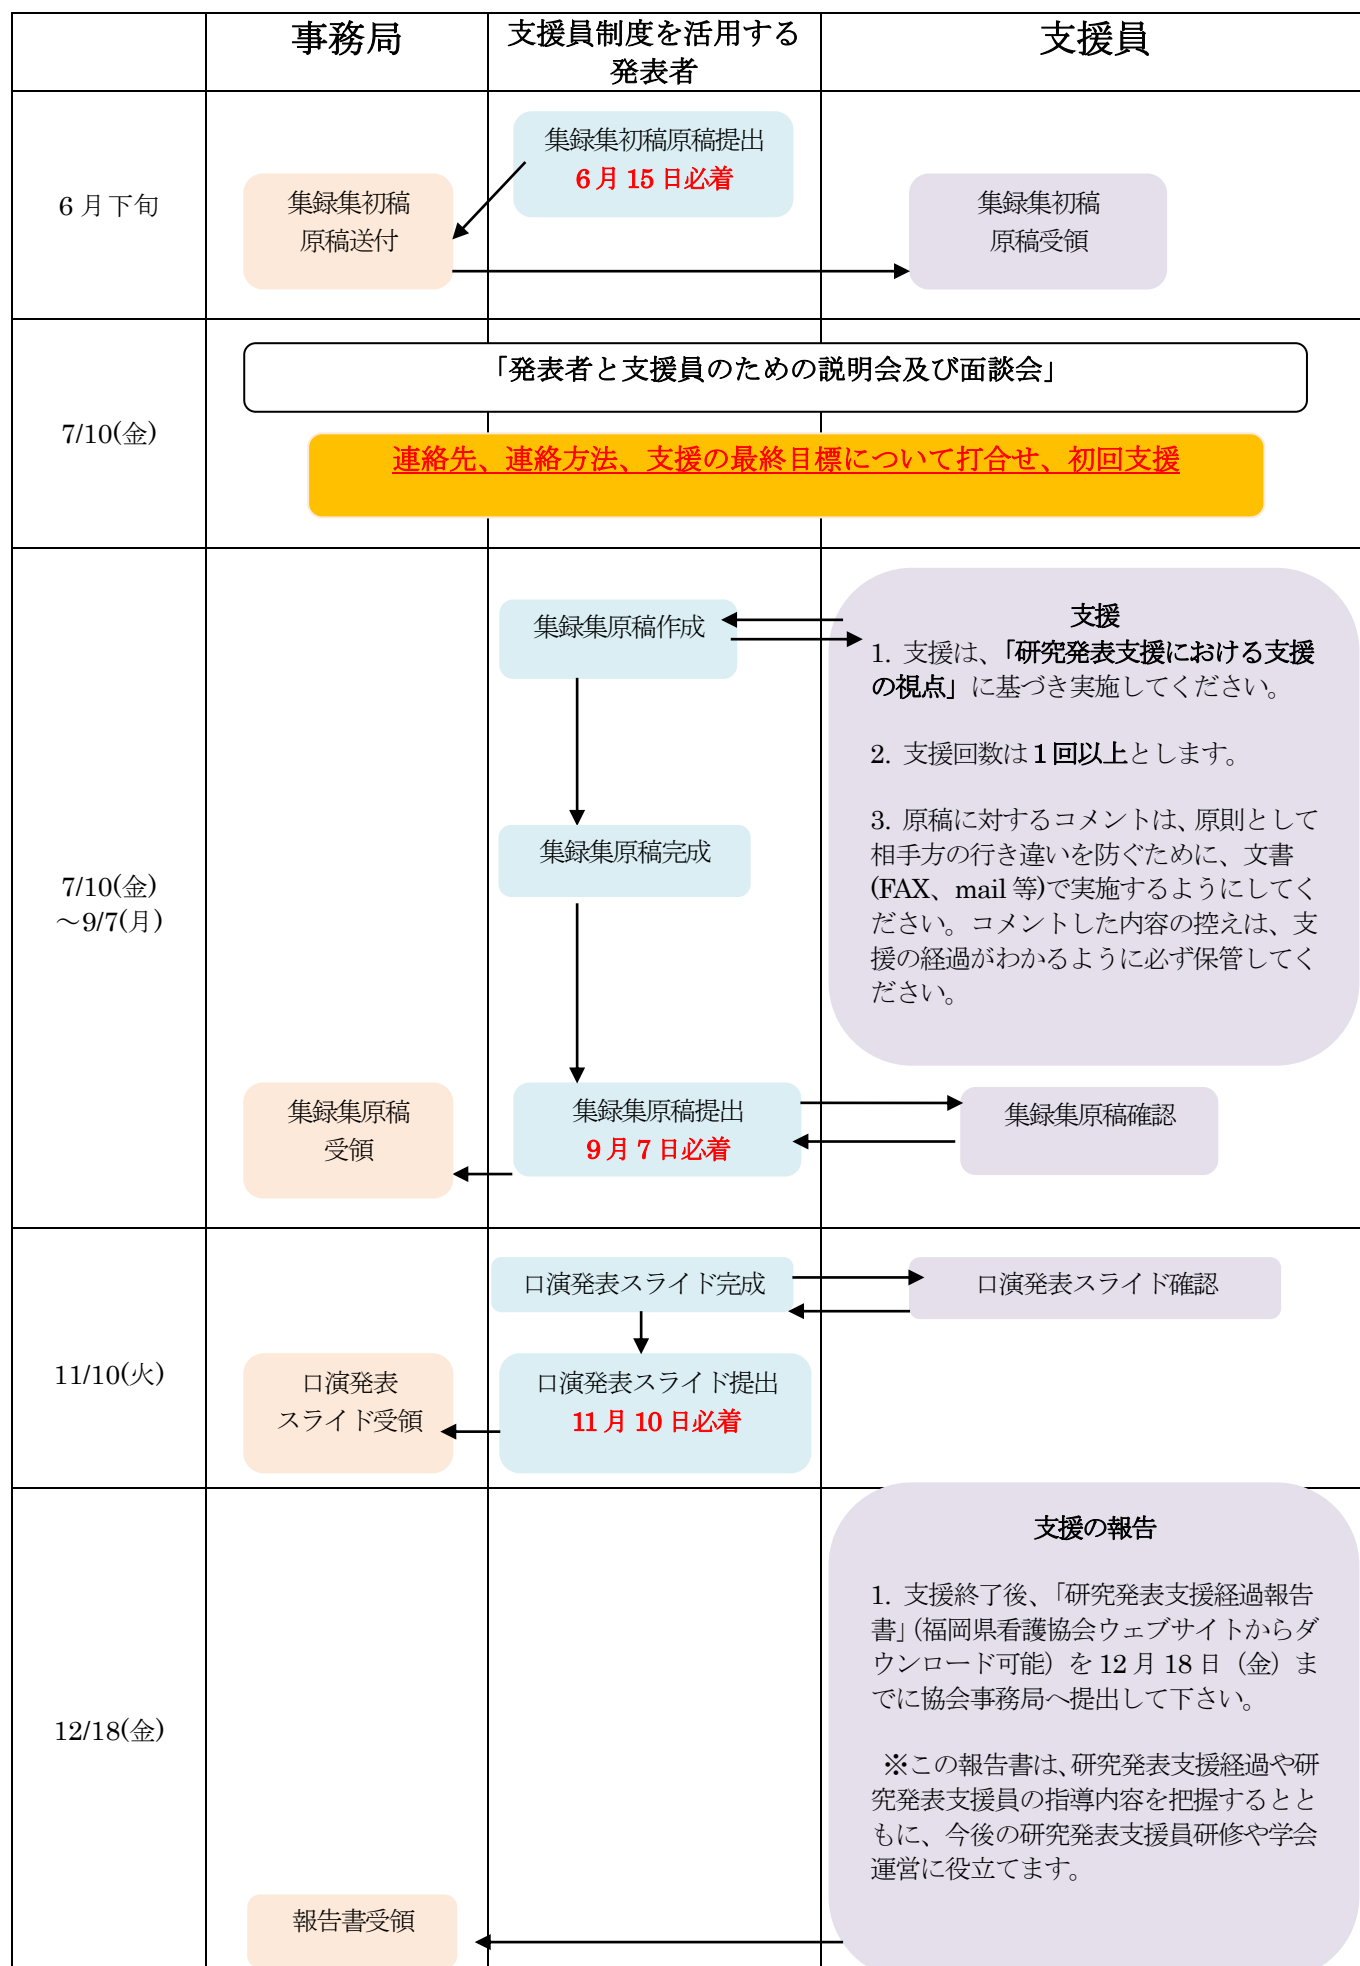 事務局
支援員制度を活用する
発表者
支援員
6月下旬
集録集初稿原稿提出
6月15日必着
集録集初稿
原稿送付
集録集初稿
原稿受領
7/10(金)
「発表者と支援員のための説明会及び面談会」
連絡先、連絡方法、支援の最終目標について打合せ、初回支援
7/10(金)
～9/7(月)
集録集原稿作成
支援
1. 支援は、「研究発表支援における支援
の視点」に基づき実施してください。
2. 支援回数は1回以上とします。
3. 原稿に対するコメントは、原則として
相手方の行き違いを防ぐために、文書
(FAX、mail 等)で実施するようにしてく
ださい。コメントした内容の控えは、支
援の経過がわかるように必ず保管してく
ださい。
集録集原稿完成
集録集原稿
受領
集録集原稿提出
9月7日必着
集録集原稿確認
11/10(火)
口演発表スライド完成
口演発表スライド確認
口演発表
スライド受領
口演発表スライド提出
11月10日必着
12/18(金)
支援の報告
1. 支援終了後、「研究発表支援経過報告
書」（福岡県看護協会ウェブサイトからダ
ウンロード可能）を12月18日（金）ま
でに協会事務局へ提出して下さい。
※この報告書は、研究発表支援経過や研
究発表支援員の指導内容を把握するとと
もに、今後の研究発表支援員研修や学会
運営に役立てます。
報告書受領